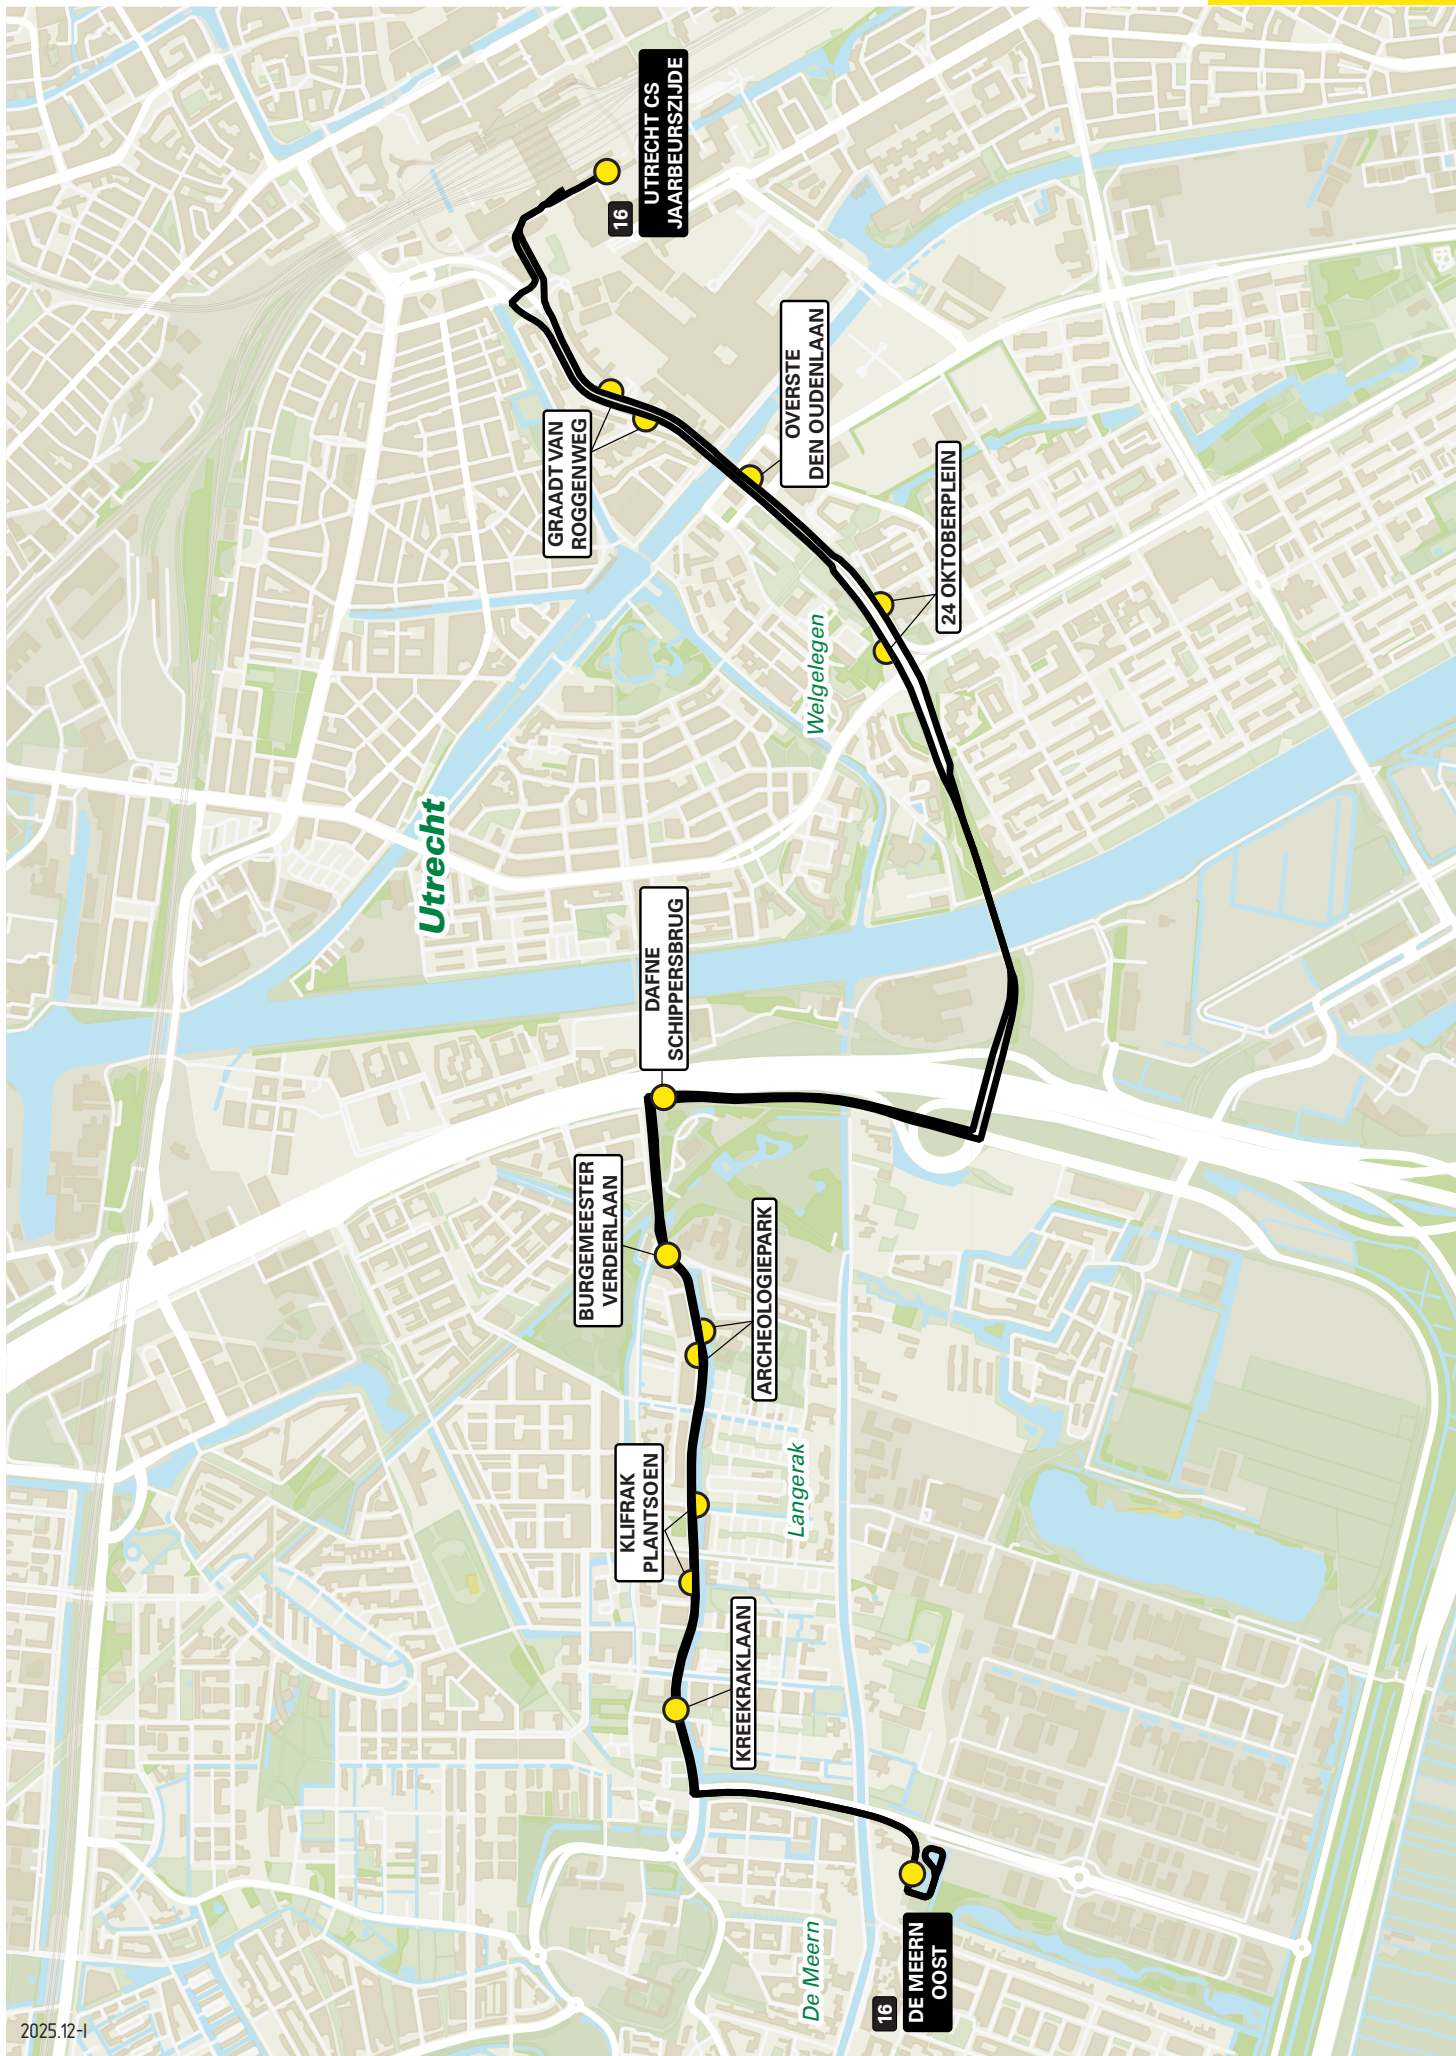 16
UTRECHT CS
JAARBEURSZIJDE
GRAADT VAN
ROGGENWEG
OVERSTE
DEN OUDENLAAN
24 OKTOBERPLEIN
Welgelegen
Utrecht
DAFNE
SCHIPPERSBRUG
BURGEMEESTER
VERDERLAAN
ARCHEOLOGIEPARK
KLIFRAK
PLANTSOEN
Langerak
KREEKRAKLAAN
De Meern
16
DE MEERN
OOST
2025.12-I